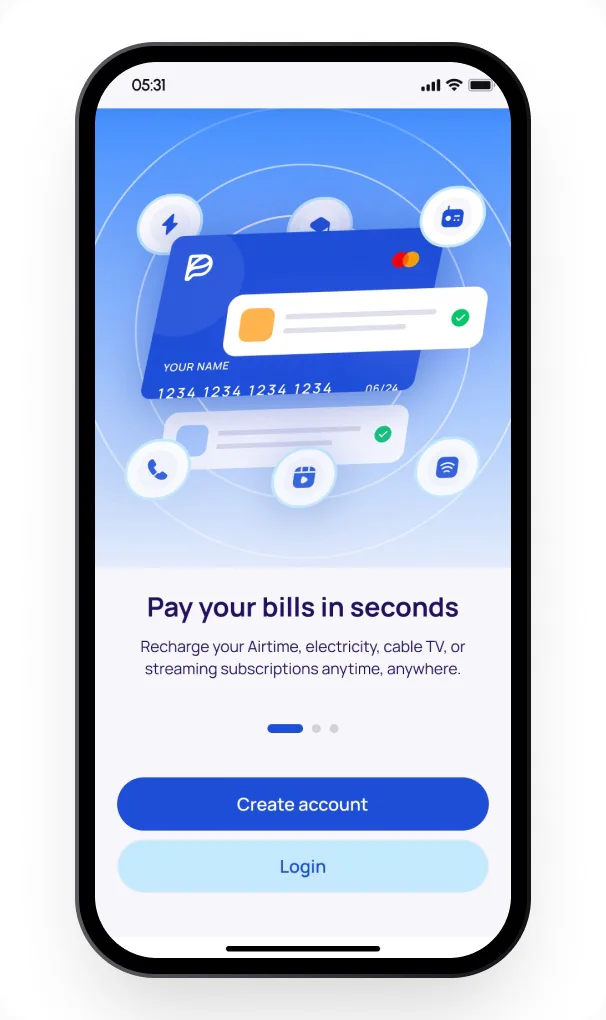 05:31
YOUR NAME
1234 1234 1234 1234 06/24
Pay your bills in seconds
Recharge your Airtime, electricity, cable TV, or
streaming subscriptions anytime, anywhere.
Create account
Login